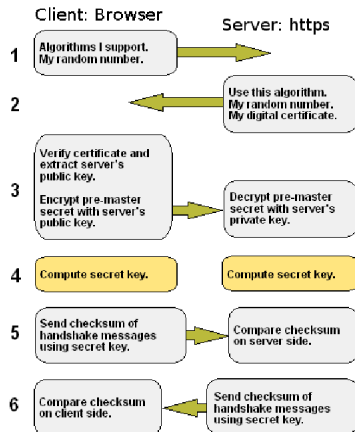 Client: Browser
Server: https
1
Algorithms I support.
My random number.
2
Use this algorithm.
My random number.
My digital certificate.
3
Verify certificate and
extract server's
public key.
Encrypt pre-master
secret with server's
public key.
Decrypt pre-master
secret with server's
private key.
4
Compute secret key.
Compute secret key.
5
Send checksum of
handshake messages
using secret key.
Compare checksum
on server side.
6
Compare checksum
on client side.
Send checksum of
handshake messages
using secret key.